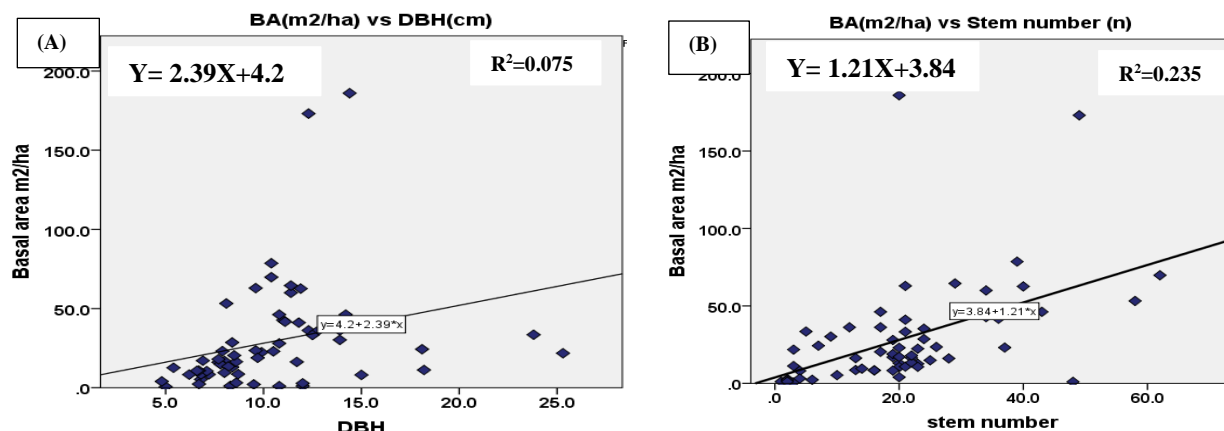 BA(m2/ha) vs DBH(cm)
(A)
Y= 2.39X+4.2
R²=0.075
200.0
150.0
100.0
50.0
.0
Basal area m2/ha
y=4.2+2.39*x
5.0 10.0 15.0 20.0 25.0
DBH
BA(m2/ha) vs Stem number (n)
(B)
Y= 1.21X+3.84
R²=0.235
200.0
150.0
100.0
50.0
.0
Basal area m2/ha
y=3.84+1.21*x
.0 20.0 40.0 60.0
stem number